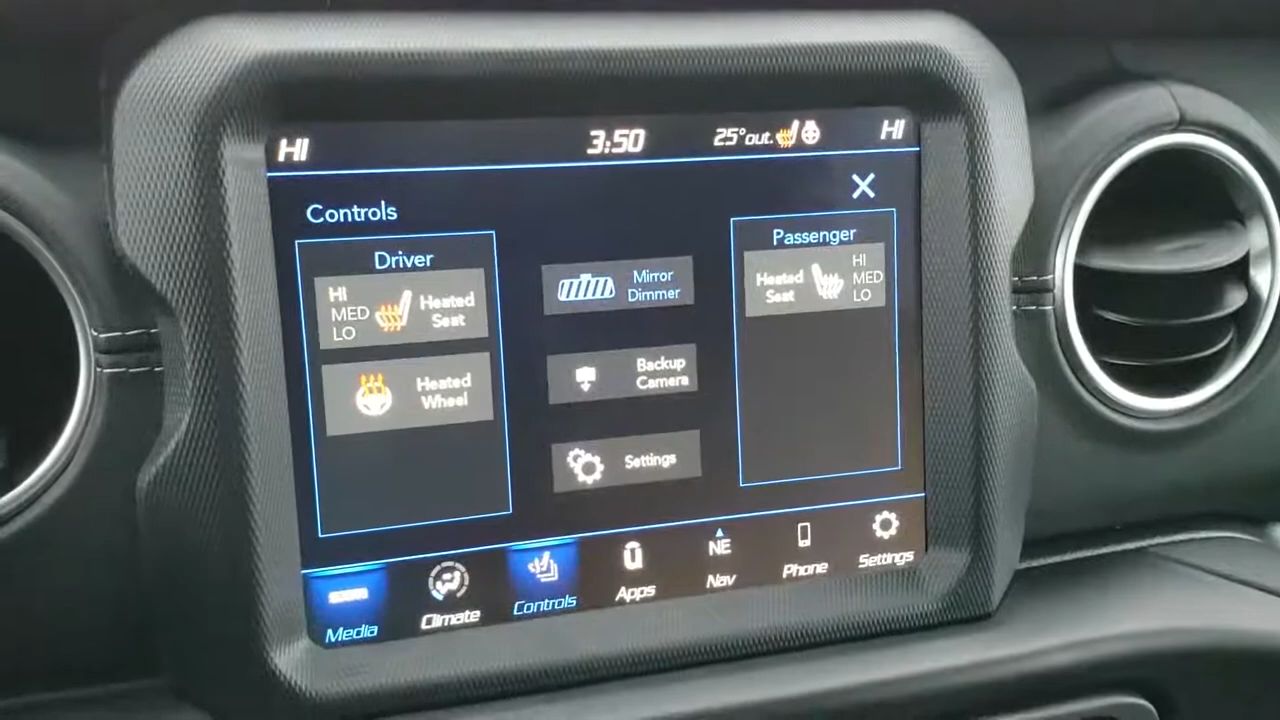 HI 3:50 25° out. HI
Controls
Driver
HI
MED
LO
Heated
Seat
Heated
Wheel
Mirror
Dimmer
Backup
Camera
Settings
Passenger
Heated
Seat
HI
MED
LO
Media
Climate
Controls
Apps
NE
Nav
Phone
Settings